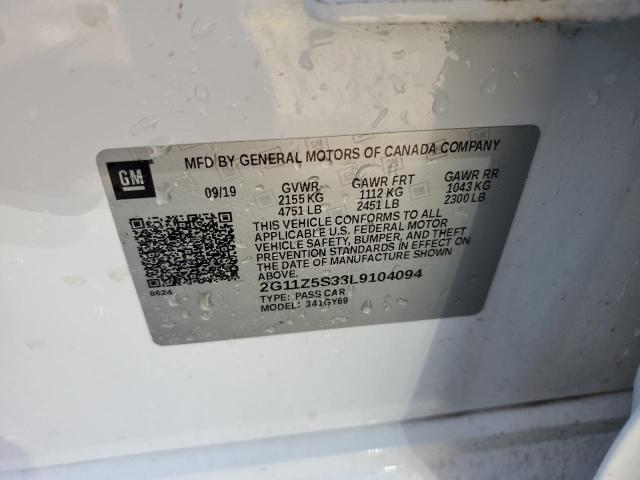 MFD BY GENERAL MOTORS OF CANADA COMPANY
GM
09/19
GVWR GAWR FRT GAWR RR
2155 KG 1112 KG 1043 KG
4751 LB 2451 LB 2300 LB
THIS VEHICLE CONFORMS TO ALL
APPLICABLE U.S. FEDERAL MOTOR
VEHICLE SAFETY, BUMPER, AND THEFT
PREVENTION STANDARDS IN EFFECT ON
THE DATE OF MANUFACTURE SHOWN
ABOVE.
8624
2G11Z5S33L9104094
TYPE: PASS CAR
MODEL: 341GY69